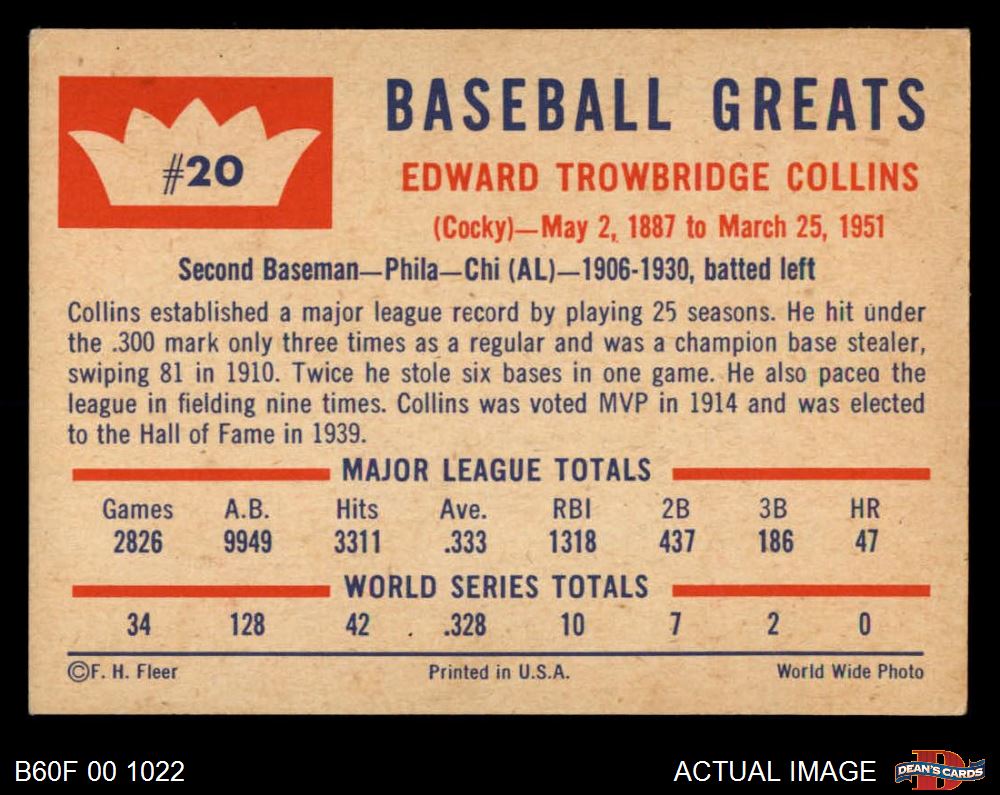 #20
BASEBALL GREATS
EDWARD TROWBRIDGE COLLINS
(Cocky)—May 2, 1887 to March 25, 1951
Second Baseman—Phila—Chi (AL)—1906-1930, batted left
Collins established a major league record by playing 25 seasons. He hit under
the .300 mark only three times as a regular and was a champion base stealer,
swiping 81 in 1910. Twice he stole six bases in one game. He also paced the
league in fielding nine times. Collins was voted MVP in 1914 and was elected
to the Hall of Fame in 1939.
MAJOR LEAGUE TOTALS
Games A.B. Hits Ave. RBI 2B 3B HR
2826 9949 3311 .333 1318 437 186 47
WORLD SERIES TOTALS
34 128 42 .328 10 7 2 0
©F. H. Fleer Printed in U.S.A. World Wide Photo
B60F 00 1022 ACTUAL IMAGE D DEAN'S CARDS